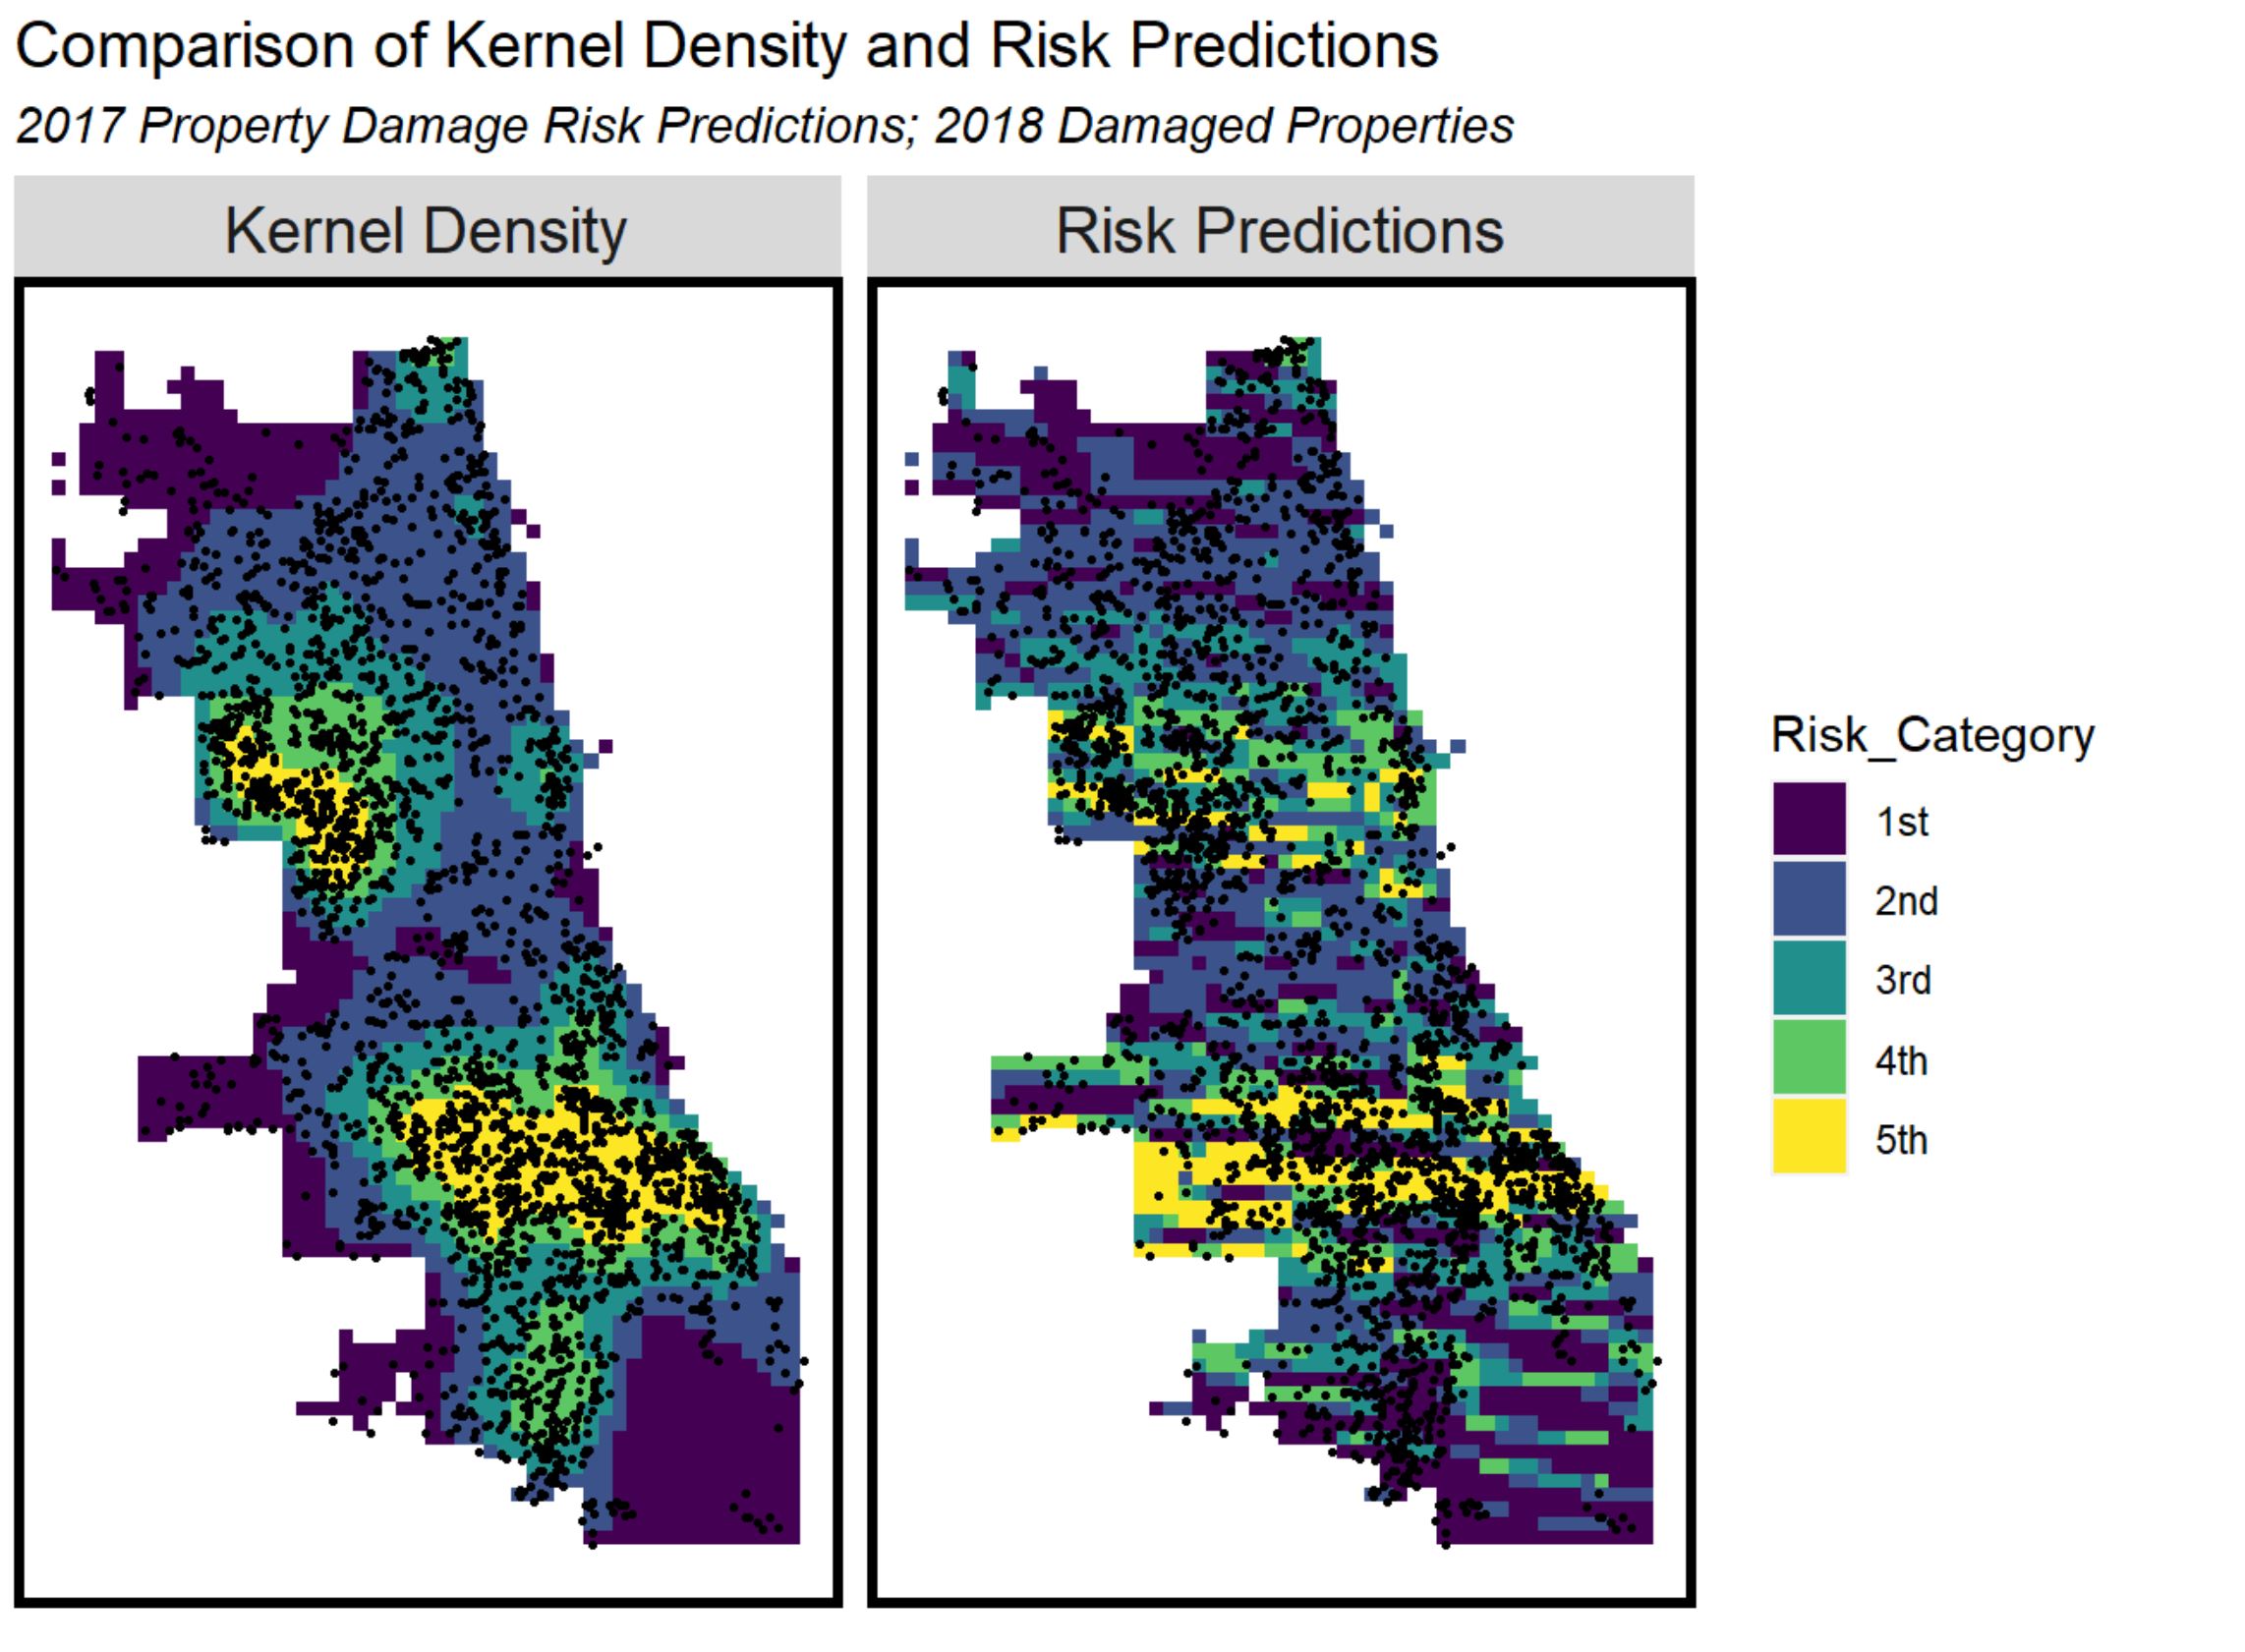 Comparison of Kernel Density and Risk Predictions
2017 Property Damage Risk Predictions; 2018 Damaged Properties
Kernel Density
Risk Predictions
Risk_Category
1st
2nd
3rd
4th
5th